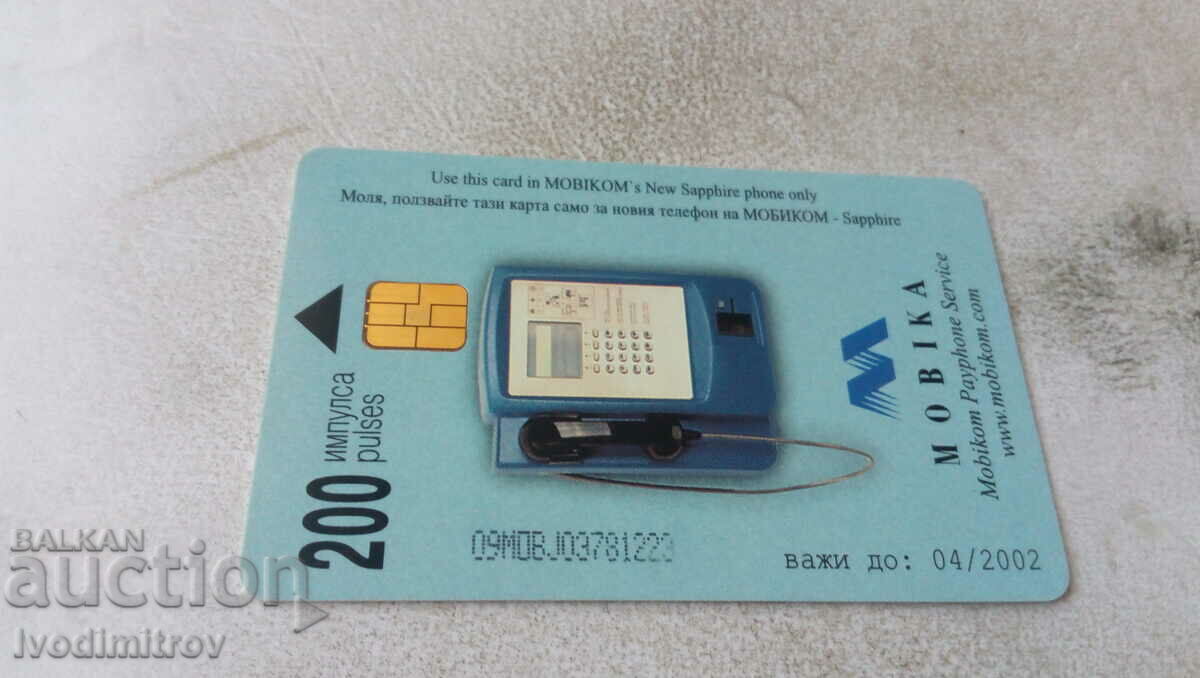 Use this card in MOBIKOM`s New Sapphire phone only
Моля, ползвайте тази карта само за новия телефон на МОБИКОМ - Sapphire
200 импулса
pulses
MOBIKA
Mobikom Payphone Service
www.mobikom.com
09MOBJ03781223
важи до: 04/2002
BALKAN
auction
Ivodimitrov